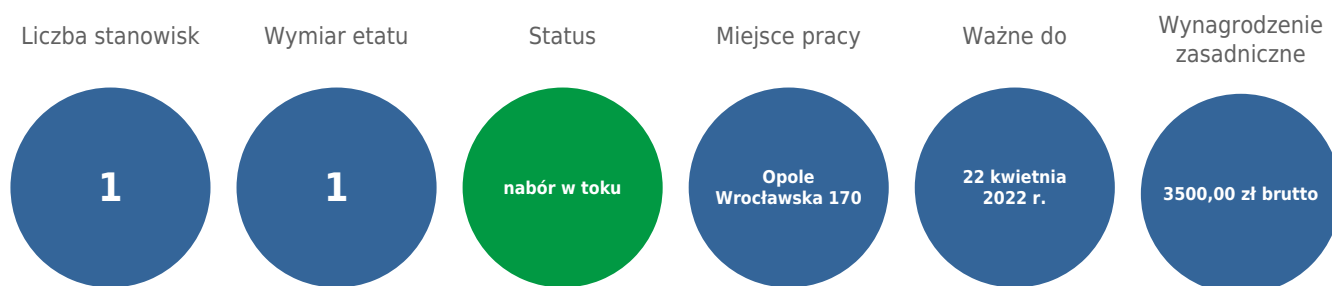 Liczba stanowisk
1
Wymiar etatu
1
Status
nabór w toku
Miejsce pracy
Opole
Wrocławska 170
Ważne do
22 kwietnia
2022 r.
Wynagrodzenie
zasadniczne
3500,00 zł brutto